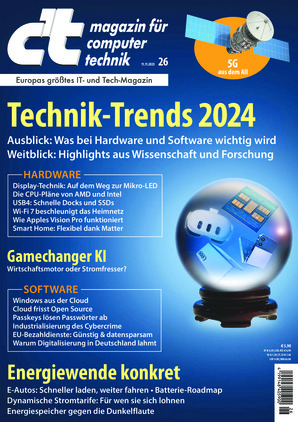 c't
magazin für
computer
technik
26
Europas größtes IT- und Tech-Magazin
5G
aus dem All
Technik-Trends 2024
Ausblick: Was bei Hardware und Software wichtig wird
Weitblick: Highlights aus Wissenschaft und Forschung
HARDWARE
Display-Technik: Auf dem Weg zur Mikro-LED
Die CPU-Pläne von AMD und Intel
USB4: Schnelle Docks und SSDs
Wi-Fi 7 beschleunigt das Heimnetz
Wie Apples Vision Pro funktioniert
Smart Home: Flexibel dank Matter
Gamechanger KI
Wirtschaftsmotor oder Stromfresser?
SOFTWARE
Windows aus der Cloud
Cloud frisst Open Source
Passkeys lösen Passwörter ab
Industrialisierung des Cybercrime
EU-Bezahldienste: Günstig & datensparsam
Warum Digitalisierung in Deutschland lahmt
Energiewende konkret
E-Autos: Schneller laden, weiter fahren • Batterie-Roadmap
Dynamische Stromtarife: Für wen sie sich lohnen
Energiespeicher gegen die Dunkelflaute